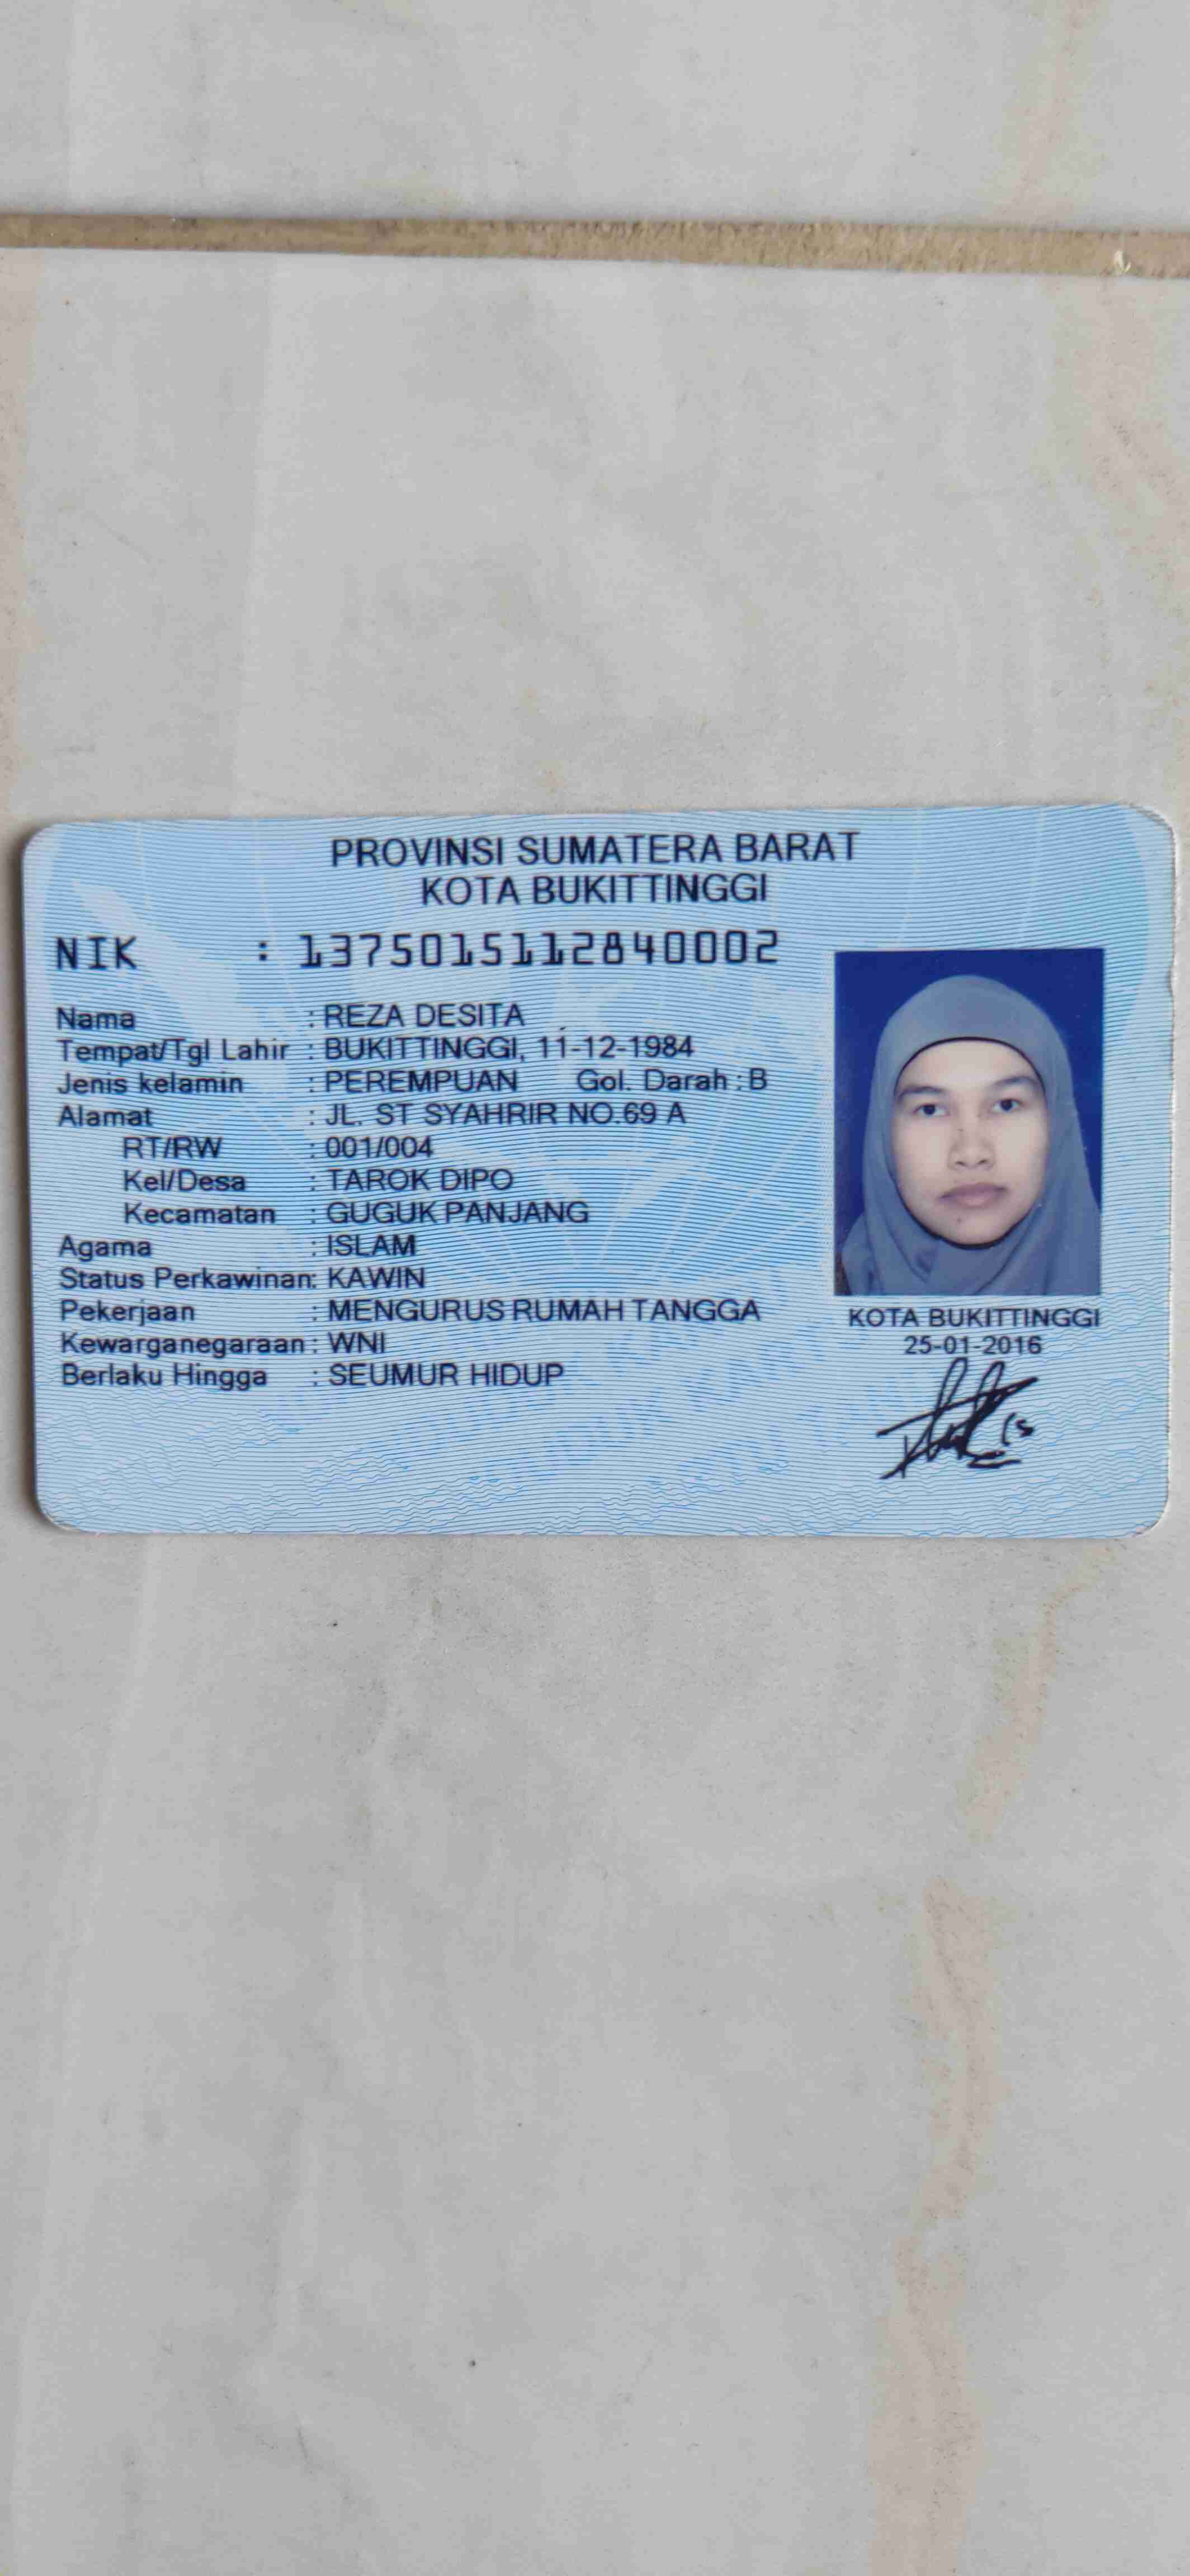 PROVINSI SUMATERA BARAT
KOTA BUKITTINGGI
NIK : 1375015112840002
Nama : REZA DESITA
Tempat/Tgl Lahir : BUKITTINGGI, 11-12-1984
Jenis kelamin : PEREMPUAN Gol. Darah : B
Alamat : JL. ST SYAHRIR NO.69 A
RT/RW : 001/004
Kel/Desa : TAROK DIPO
Kecamatan : GUGUK PANJANG
Agama : ISLAM
Status Perkawinan: KAWIN
Pekerjaan : MENGURUS RUMAH TANGGA
Kewarganegaraan : WNI
Berlaku Hingga : SEUMUR HIDUP
KOTA BUKITTINGGI
25-01-2016